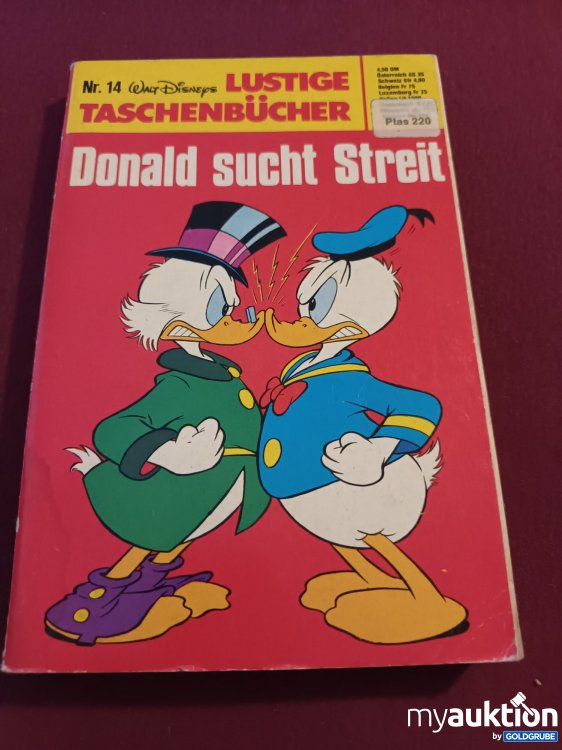 Nr. 14 Walt Disneys LUSTIGE
TASCHENBÜCHER
4,50 DM
Österreich öS 35
Schweiz sfr 4,80
Belgien Fr 75
Luxemburg Fr 75
Ptas 220
Donald sucht Streit
myauktion
by GOLDGRUBE